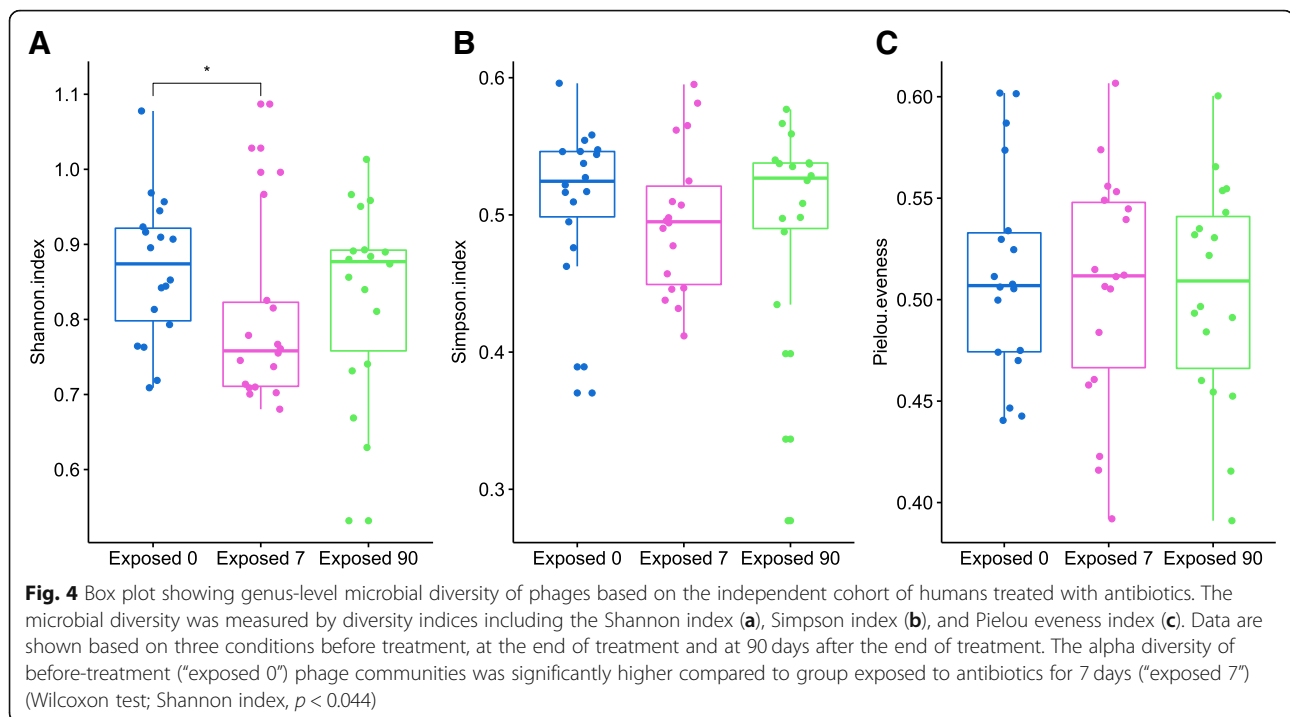 A
B
C
*
Shannon.index
1.1
1.0
0.9
0.8
0.7
0.6
Exposed 0 Exposed 7 Exposed 90
Simpson.index
0.6
0.5
0.4
0.3
Exposed 0 Exposed 7 Exposed 90
Pielou.eveness
0.60
0.55
0.50
0.45
0.40
Exposed 0 Exposed 7 Exposed 90
Fig. 4 Box plot showing genus-level microbial diversity of phages based on the independent cohort of humans treated with antibiotics. The
microbial diversity was measured by diversity indices including the Shannon index (a), Simpson index (b), and Pielou eveness index (c). Data are
shown based on three conditions before treatment, at the end of treatment and at 90 days after the end of treatment. The alpha diversity of
before-treatment (“exposed 0”) phage communities was significantly higher compared to group exposed to antibiotics for 7 days (“exposed 7”)
(Wilcoxon test; Shannon index, p < 0.044)